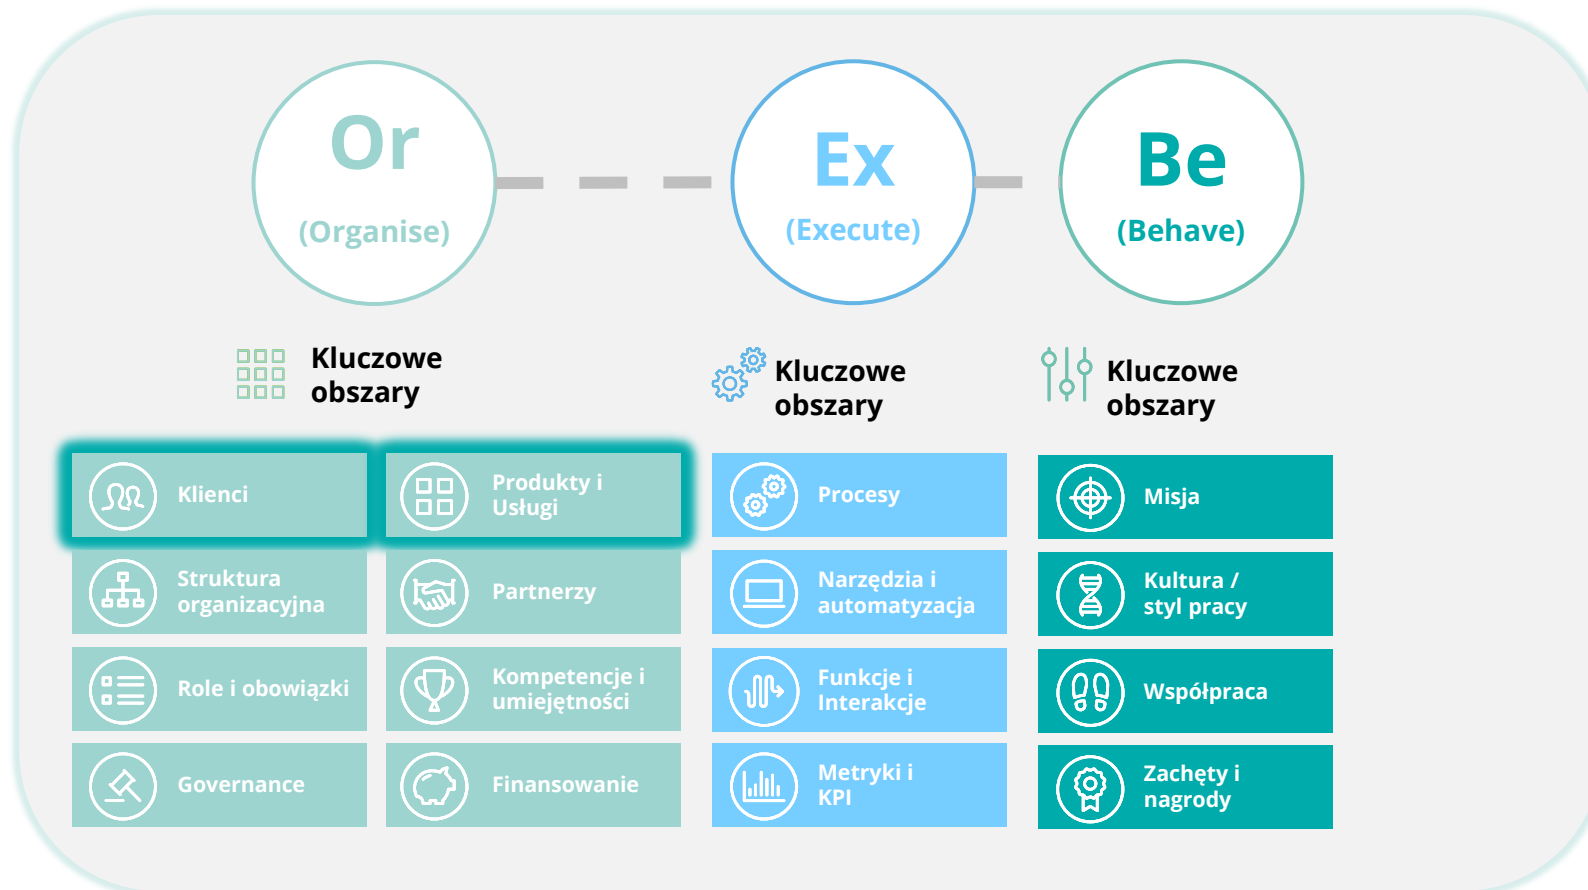 Or
(Organise)
Ex
(Execute)
Be
(Behave)
Kluczowe
obszary
Kluczowe
obszary
Kluczowe
obszary
Klienci
Struktura
organizacyjna
Role i obowiązki
Governance
Produkty i
Usługi
Partnerzy
Kompetencje i
umiejętności
Finansowanie
Procesy
Narzędzia i
automatyzacja
Funkcje i
Interakcje
Metryki i
KPI
Misja
Kultura /
styl pracy
Współpraca
Zachęty i
nagrody